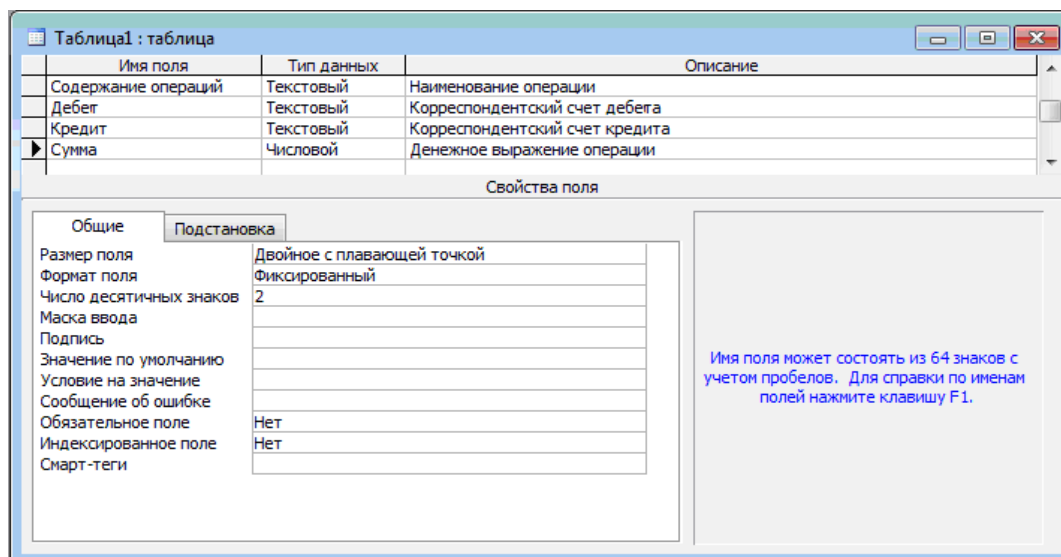 Таблица1 : таблица
Имя поля Тип данных Описание
Содержание операций Текстовый Наименование операции
Дебет Текстовый Корреспондентский счет дебета
Кредит Текстовый Корреспондентский счет кредита
Сумма Числовой Денежное выражение операции
Свойства поля
Общие Подстановка
Размер поля Двойное с плавающей точкой
Формат поля Фиксированный
Число десятичных знаков 2
Маска ввода
Подпись
Значение по умолчанию
Условие на значение
Сообщение об ошибке
Обязательное поле Нет
Индексированное поле Нет
Смарт-теги
Имя поля может состоять из 64 знаков с
учетом пробелов. Для справки по именам
полей нажмите клавишу F1.